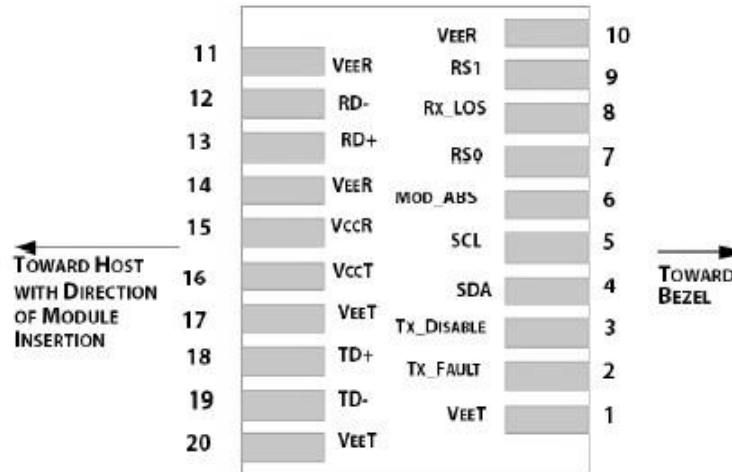 11 VEER
12 RD-
13 RD+
14 VEER
15 VCCR
16 VCCT
17 VEET
18 TD+
19 TD-
20 VEET
VEER 10
RS1 9
RX_LOS 8
RS0 7
MOD_ABS 6
SCL 5
SDA 4
TX_DISABLE 3
TX_FAULT 2
VEET 1
TOWARD HOST
WITH DIRECTION
OF MODULE
INSERTION
TOWARD
BEZEL